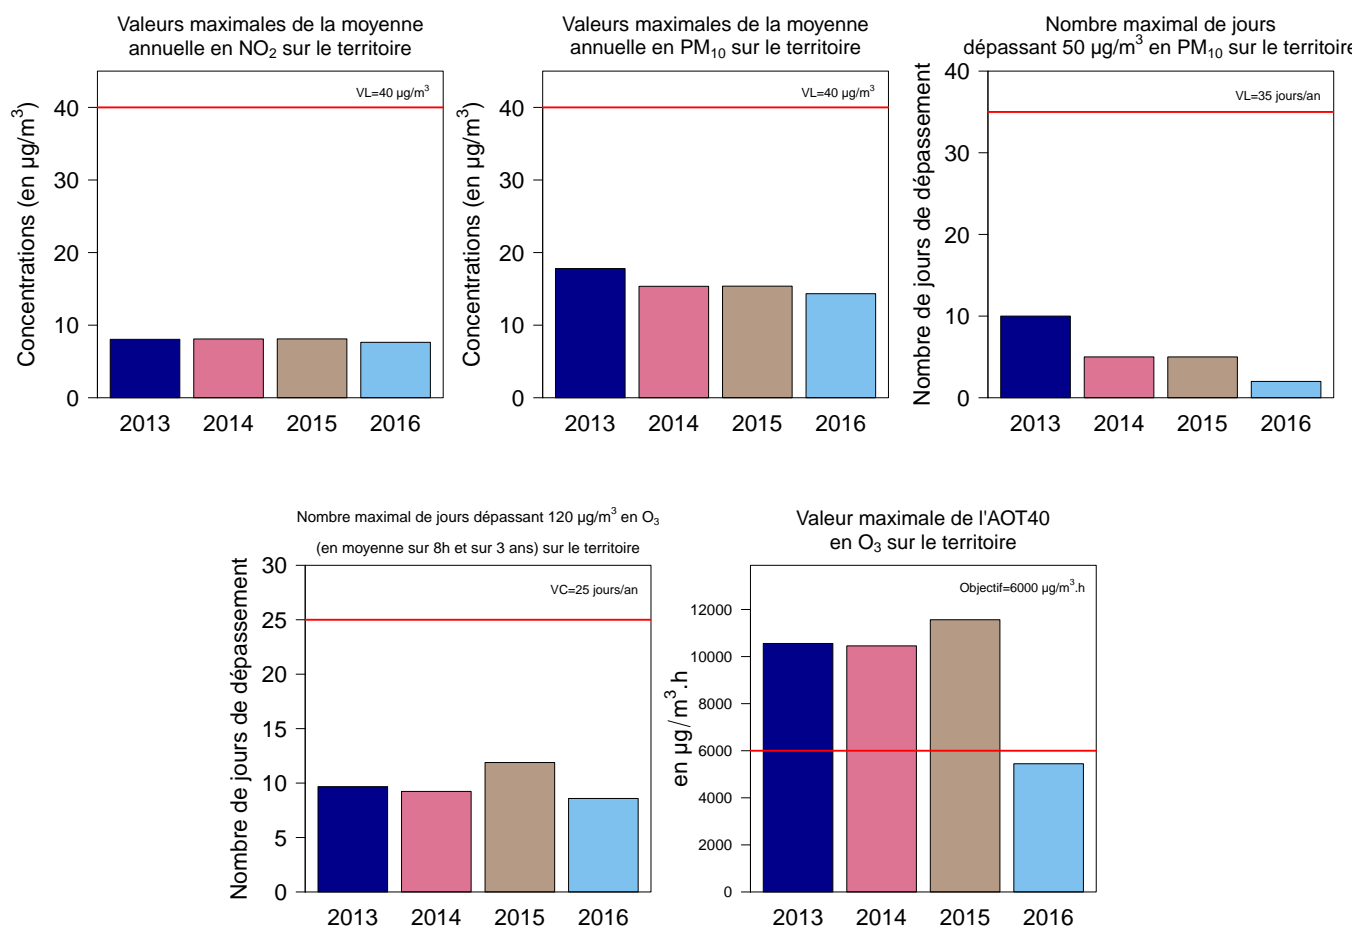 Valeurs maximales de la moyenne
annuelle en NO₂ sur le territoire
Concentrations (en µg/m³)
40
30
20
10
0
VL=40 µg/m³
2013 2014 2015 2016
Valeurs maximales de la moyenne
annuelle en PM₁₀ sur le territoire
Concentrations (en µg/m³)
40
30
20
10
0
VL=40 µg/m³
2013 2014 2015 2016
Nombre maximal de jours
dépassant 50 µg/m³ en PM₁₀ sur le territoire
Nombre de jours de dépassement
40
30
20
10
0
VL=35 jours/an
2013 2014 2015 2016
Nombre maximal de jours dépassant 120 µg/m³ en O₃
(en moyenne sur 8h et sur 3 ans) sur le territoire
Nombre de jours de dépassement
30
25
20
15
10
5
0
VC=25 jours/an
2013 2014 2015 2016
Valeur maximale de l'AOT40
en O₃ sur le territoire
en µg/m³.h
12000
10000
8000
6000
4000
2000
0
Objectif=6000 µg/m³.h
2013 2014 2015 2016